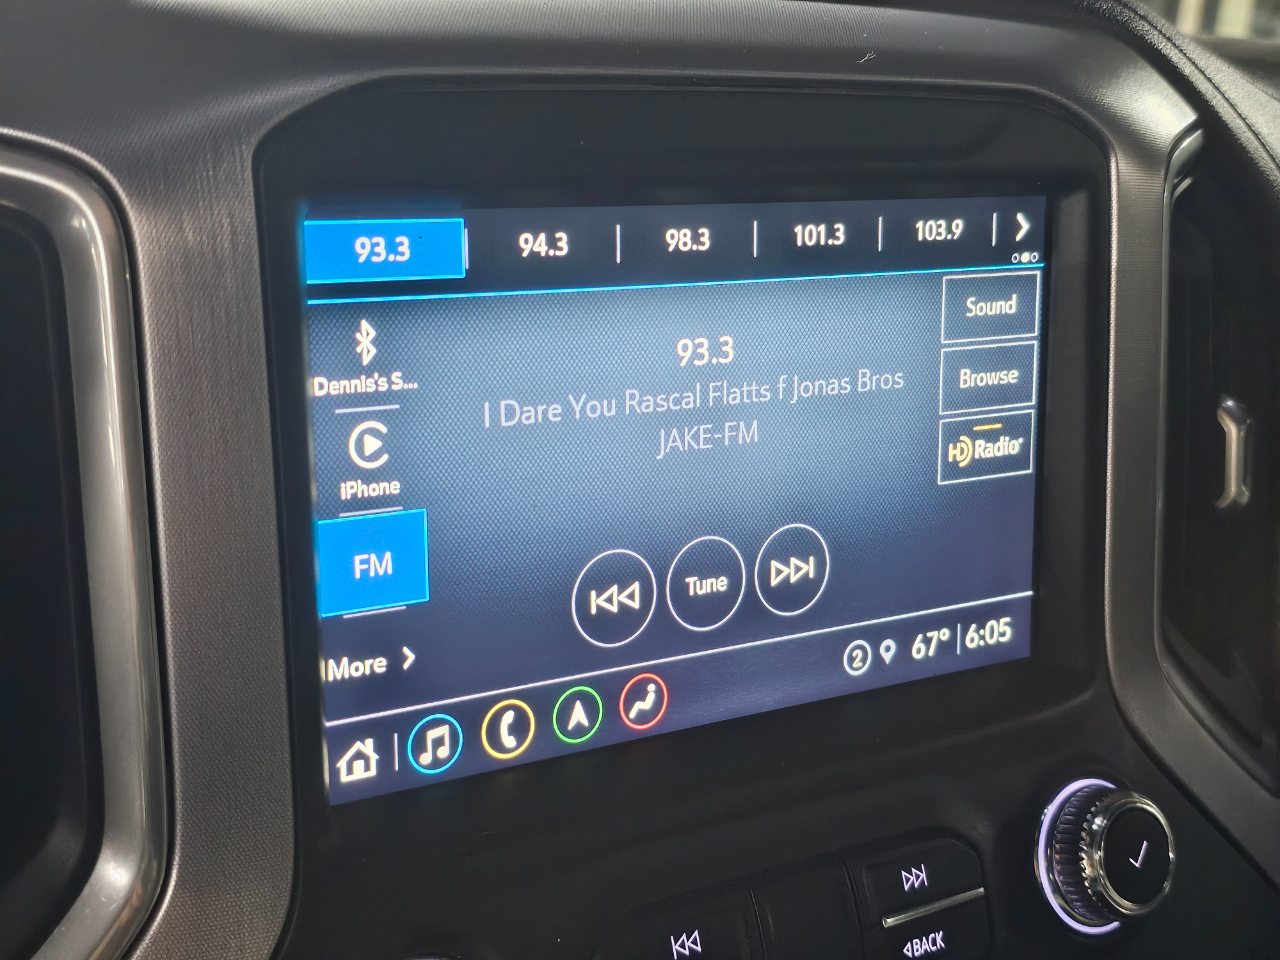 93.3 94.3 98.3 101.3 103.9
Sound
93.3
Dennis's S...
I Dare You Rascal Flatts f Jonas Bros
Browse
JAKE-FM
HD Radio
iPhone
FM
Tune
More
2 67° 6:05
BACK